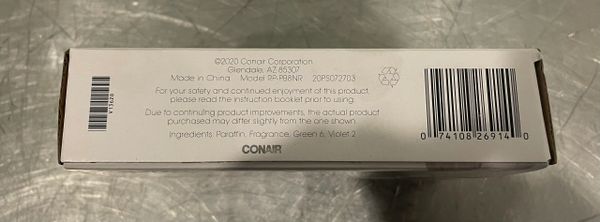 ©2020 Conair Corporation
Glendale, AZ 85307
Made in China Model RP-PB8NR 20PS072703
For your safety and continued enjoyment of this product,
please read the instruction booklet prior to using.
Due to continuing product improvements, the actual product
purchased may differ slightly from the one shown.
Ingredients: Paraffin, Fragrance, Green 6, Violet 2
CONAIR
0 74108 26914 0